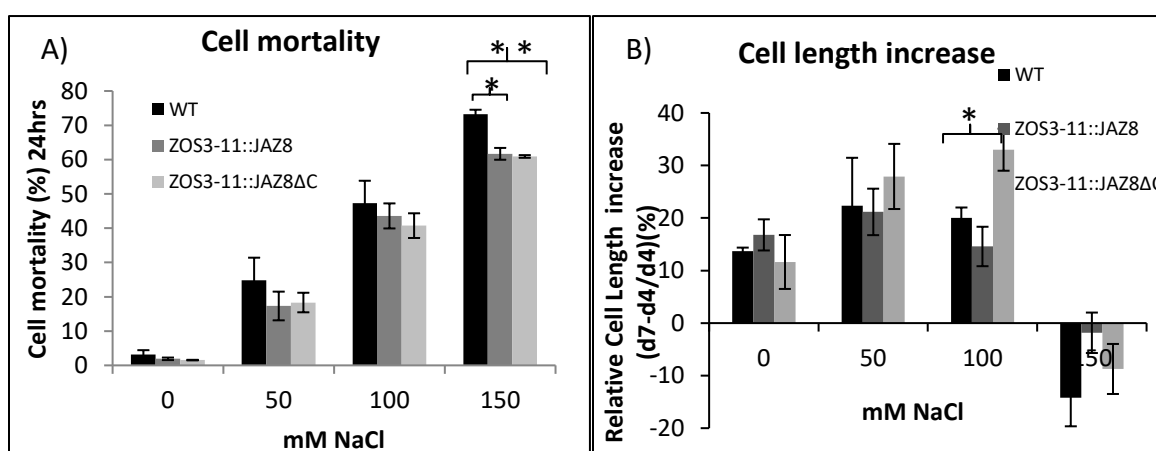 A)
Cell mortality
* *
*
WT
ZOS3-11::JAZ8
ZOS3-11::JAZ8ΔC
Cell mortality (%) 24hrs
80
70
60
50
40
30
20
10
0
0 50 100 150
mM NaCl
B)
Cell length increase
WT
ZOS3-11::JAZ8
ZOS3-11::JAZ8ΔC
*
Relative Cell Length increase
(d7-d4/d4)(%)
40
30
20
10
0
-10
-20
0 50 100 150
mM NaCl